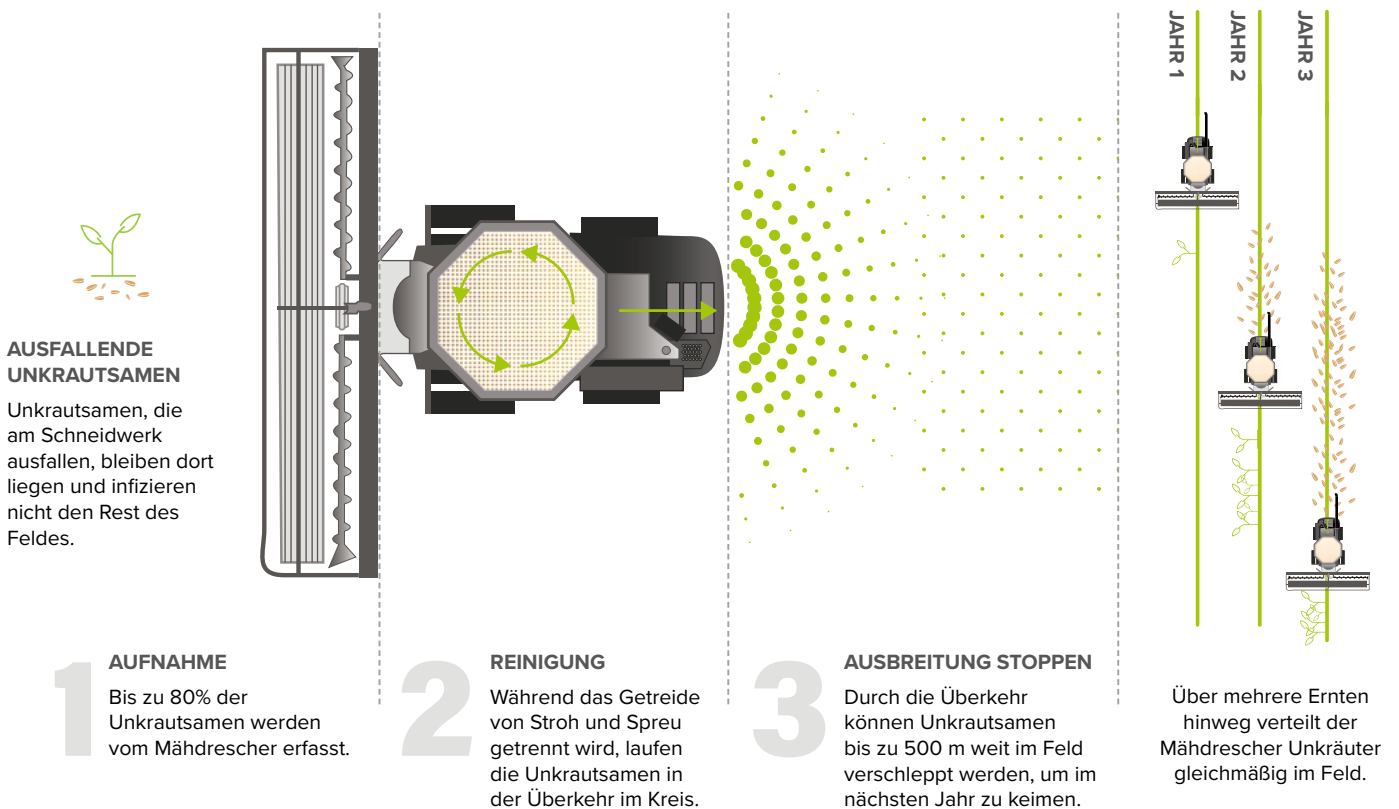 JAHR 1
JAHR 2
JAHR 3
AUSFALLENDE
UNKRAUTSAMEN
Unkrautsamen, die
am Schneidwerk
ausfallen, bleiben dort
liegen und infizieren
nicht den Rest des
Feldes.
1
AUFNAHME
Bis zu 80% der
Unkrautsamen werden
vom Mähdrescher erfasst.
2
REINIGUNG
Während das Getreide
von Stroh und Spreu
getrennt wird, laufen
die Unkrautsamen in
der Überkehr im Kreis.
3
AUSBREITUNG STOPPEN
Durch die Überkehr
können Unkrautsamen
bis zu 500 m weit im Feld
verschleppt werden, um im
nächsten Jahr zu keimen.
Über mehrere Ernten
hinweg verteilt der
Mähdrescher Unkräuter
gleichmäßig im Feld.